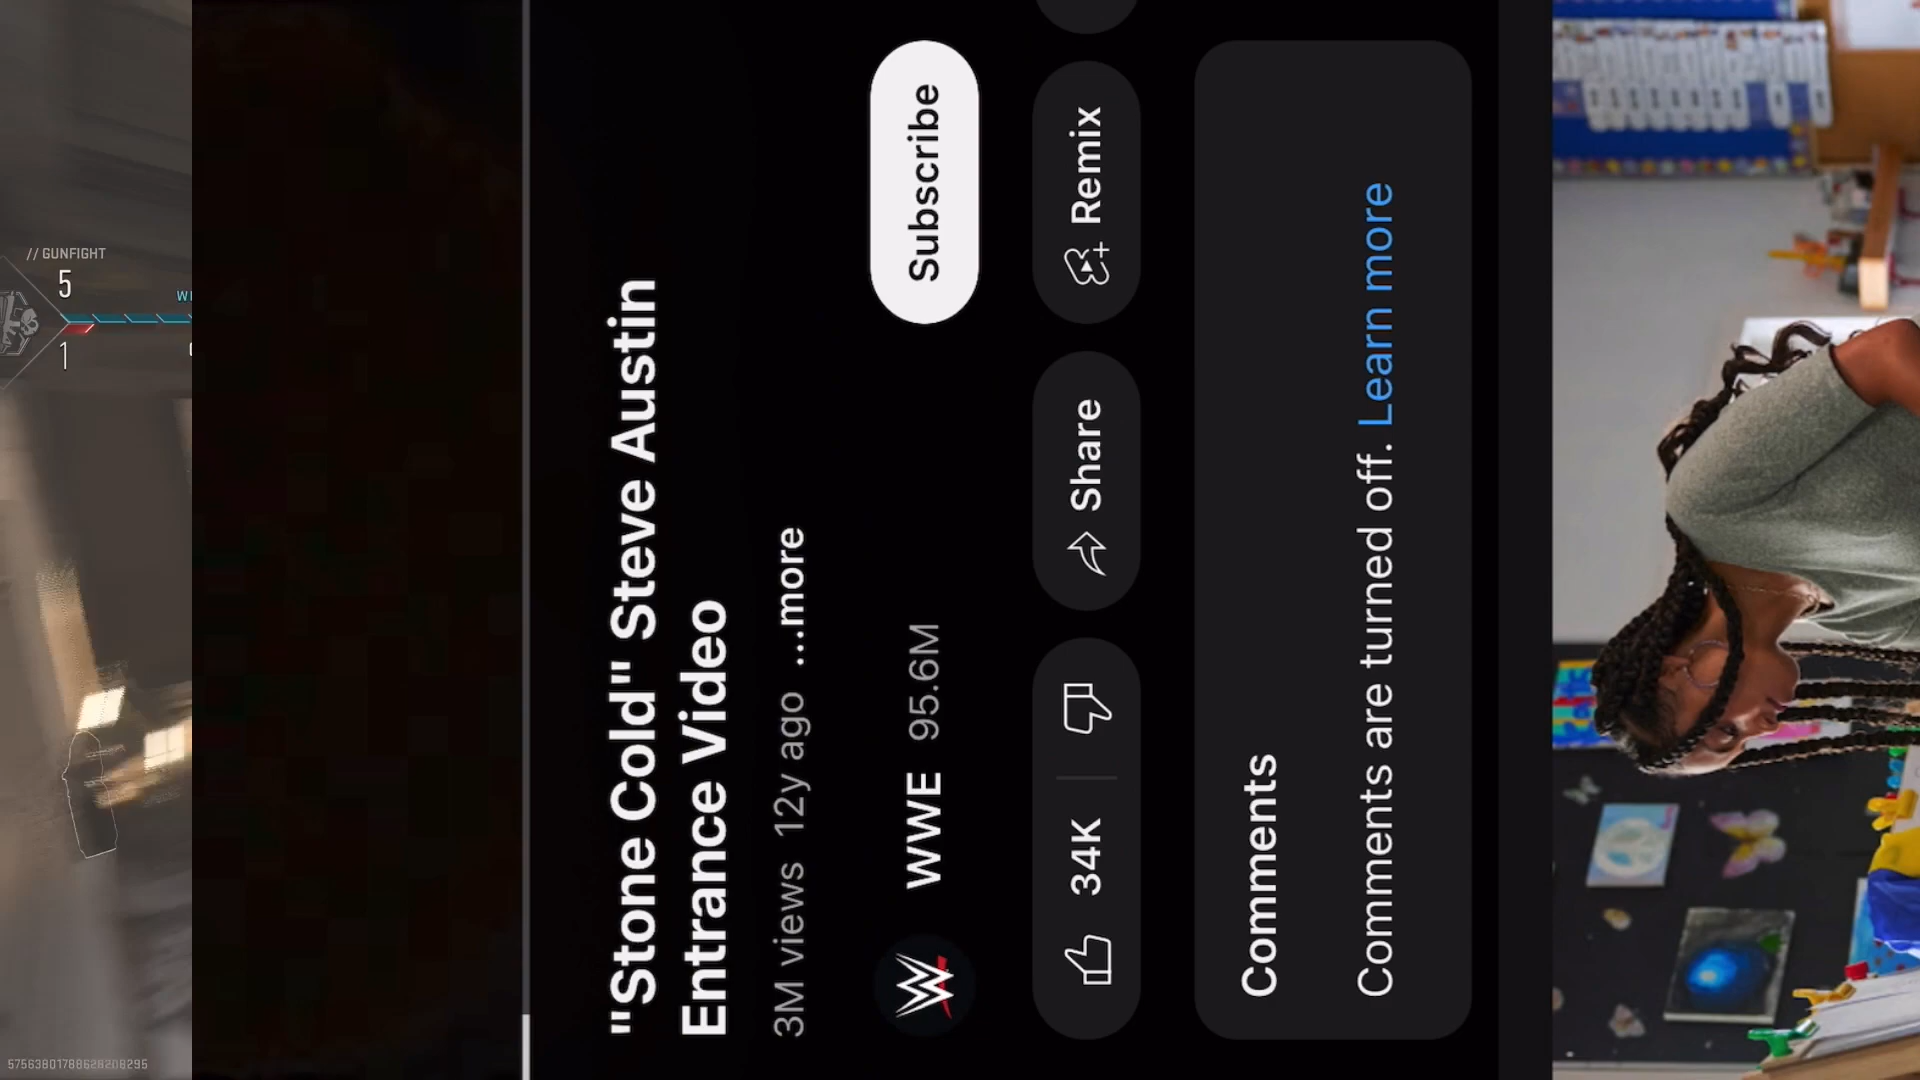 // GUNFIGHT
5
1
"Stone Cold" Steve Austin
Entrance Video
3M views 12y ago ...more
WWE 95.6M
Subscribe
34K
Share
Remix
Comments
Comments are turned off. Learn more